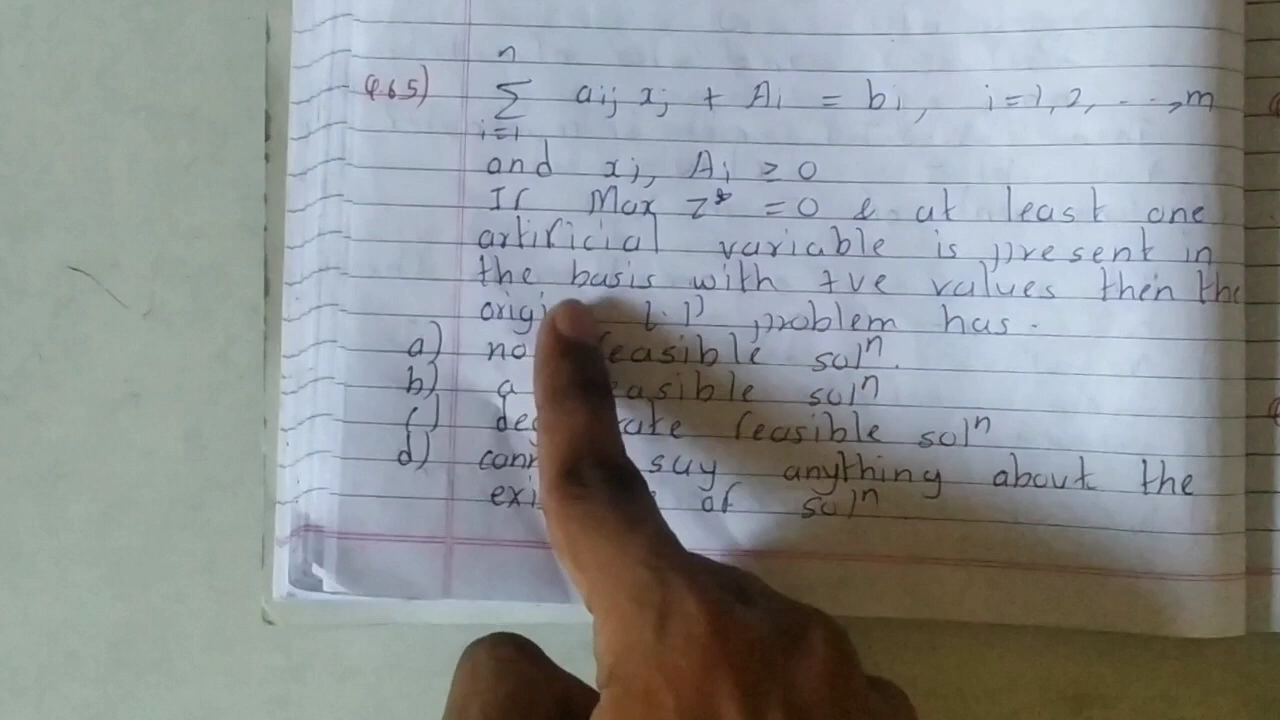 Q65) n
∑ aij xj + Ai = bi, i=1,2, ---,m
i=1
and xj, Ai ≥ 0
If Max Z* = 0 & at least one
artificial variable is present in
the basis with +ve values then the
L.P problem has.
a) no feasible solⁿ.
b) a solⁿ
c) feasible solⁿ
d) say anything about the
of solⁿ